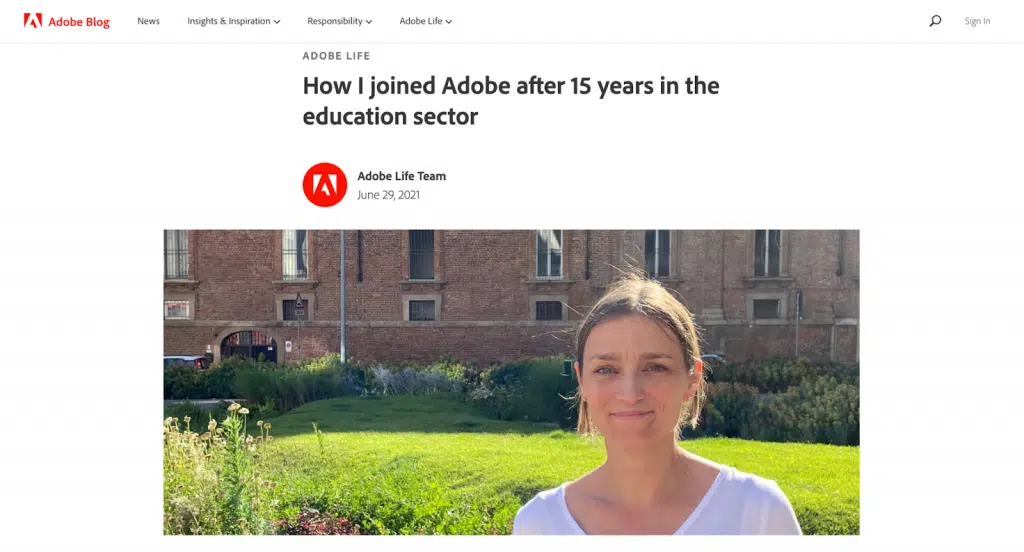 Adobe Blog News Insights & Inspiration Responsibility Adobe Life Sign In
ADOBE LIFE
How I joined Adobe after 15 years in the
education sector
Adobe Life Team
June 29, 2021